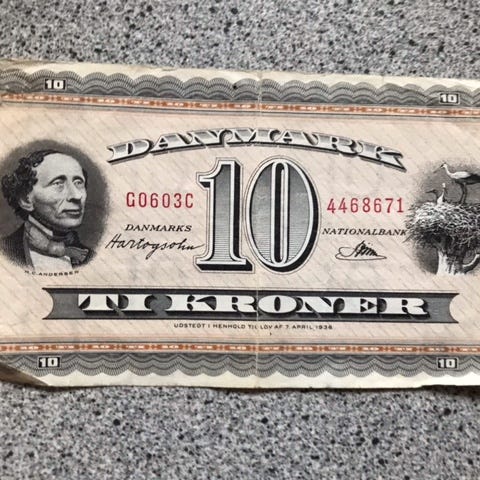 10 10
DANMARK
G0603C 10 4468671
DANMARKS NATIONALBANK
Hartogsohn
H.C. ANDERSEN
TI KRONER
UDSTEDT I HENHOLD TIL LOV AF 7. APRIL 1936
10 10